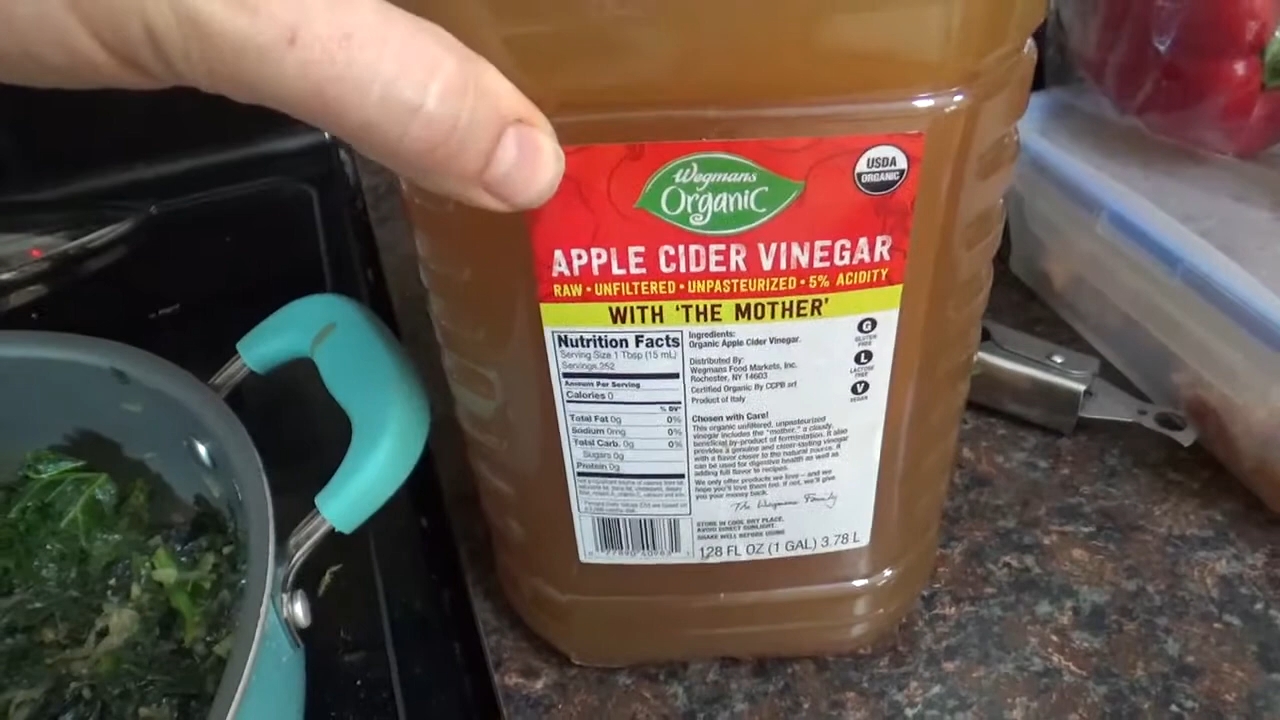 Wegmans
Organic
USDA
ORGANIC
APPLE CIDER VINEGAR
RAW • UNFILTERED • UNPASTEURIZED • 5% ACIDITY
WITH 'THE MOTHER'
Nutrition Facts
Serving Size 1 Tbsp (15 mL)
Servings 252
Amount Per Serving
Calories 0
% DV*
Total Fat 0g 0%
Sodium 0mg 0%
Total Carb. 0g 0%
Sugars 0g
Protein 0g
Ingredients:
Organic Apple Cider Vinegar.
Distributed By:
Wegmans Food Markets, Inc.
Rochester, NY 14603
Certified Organic By CCPB srl
Product of Italy
G
GLUTEN
FREE
L
LACTOSE
FREE
V
VEGAN
Chosen with Care!
This organic unfiltered, unpasteurized
vinegar includes the "mother," a cloudy,
beneficial by-product of fermentation. It also
provides a genuine and clean-tasting vinegar
with a flavor closer to the natural source. It
can be used for digestive health as well as
adding full flavor to recipes.
We only offer products we love – and we
hope you'll love them too. If not, we'll give
you your money back.
The Wegmans Family
STORE IN COOL DRY PLACE.
AVOID DIRECT SUNLIGHT.
SHAKE WELL BEFORE USING
128 FL OZ (1 GAL) 3.78 L